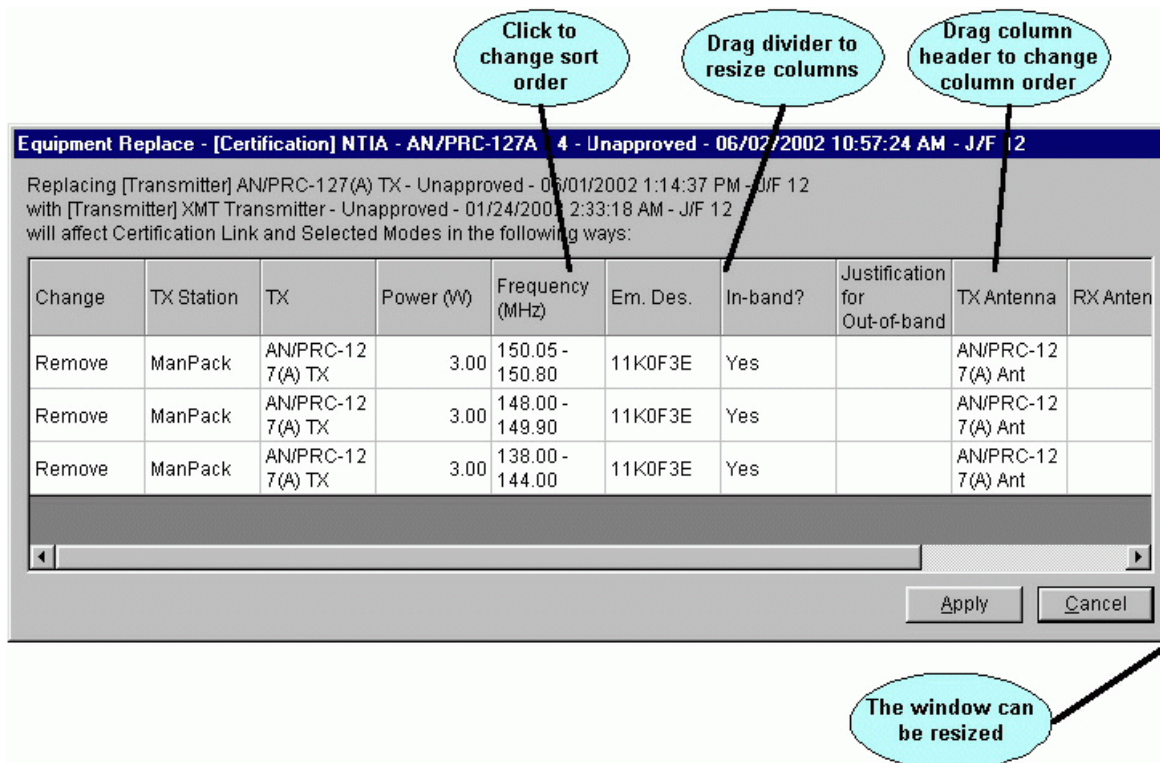 Click to
change sort
order
Drag divider to
resize columns
Drag column
header to change
column order
Equipment Replace - [Certification] NTIA - AN/PRC-127A 4 - Unapproved - 06/02/2002 10:57:24 AM - J/F 12
Replacing [Transmitter] AN/PRC-127(A) TX - Unapproved - 06/01/2002 1:14:37 PM - J/F 12
with [Transmitter] XMT Transmitter - Unapproved - 2:33:18 AM - J/F 12
will affect Certification Link and Selected Modes in the following ways:
Change TX Station TX Power (W) Frequency (MHz) Em. Des. In-band? Justification for Out-of-band TX Antenna RX Anten
Remove ManPack AN/PRC-12 7(A) TX 3.00 150.05 - 150.80 11K0F3E Yes AN/PRC-12 7(A) Ant
Remove ManPack AN/PRC-12 7(A) TX 3.00 148.00 - 149.90 11K0F3E Yes AN/PRC-12 7(A) Ant
Remove ManPack AN/PRC-12 7(A) TX 3.00 138.00 - 144.00 11K0F3E Yes AN/PRC-12 7(A) Ant
Apply Cancel
The window can
be resized